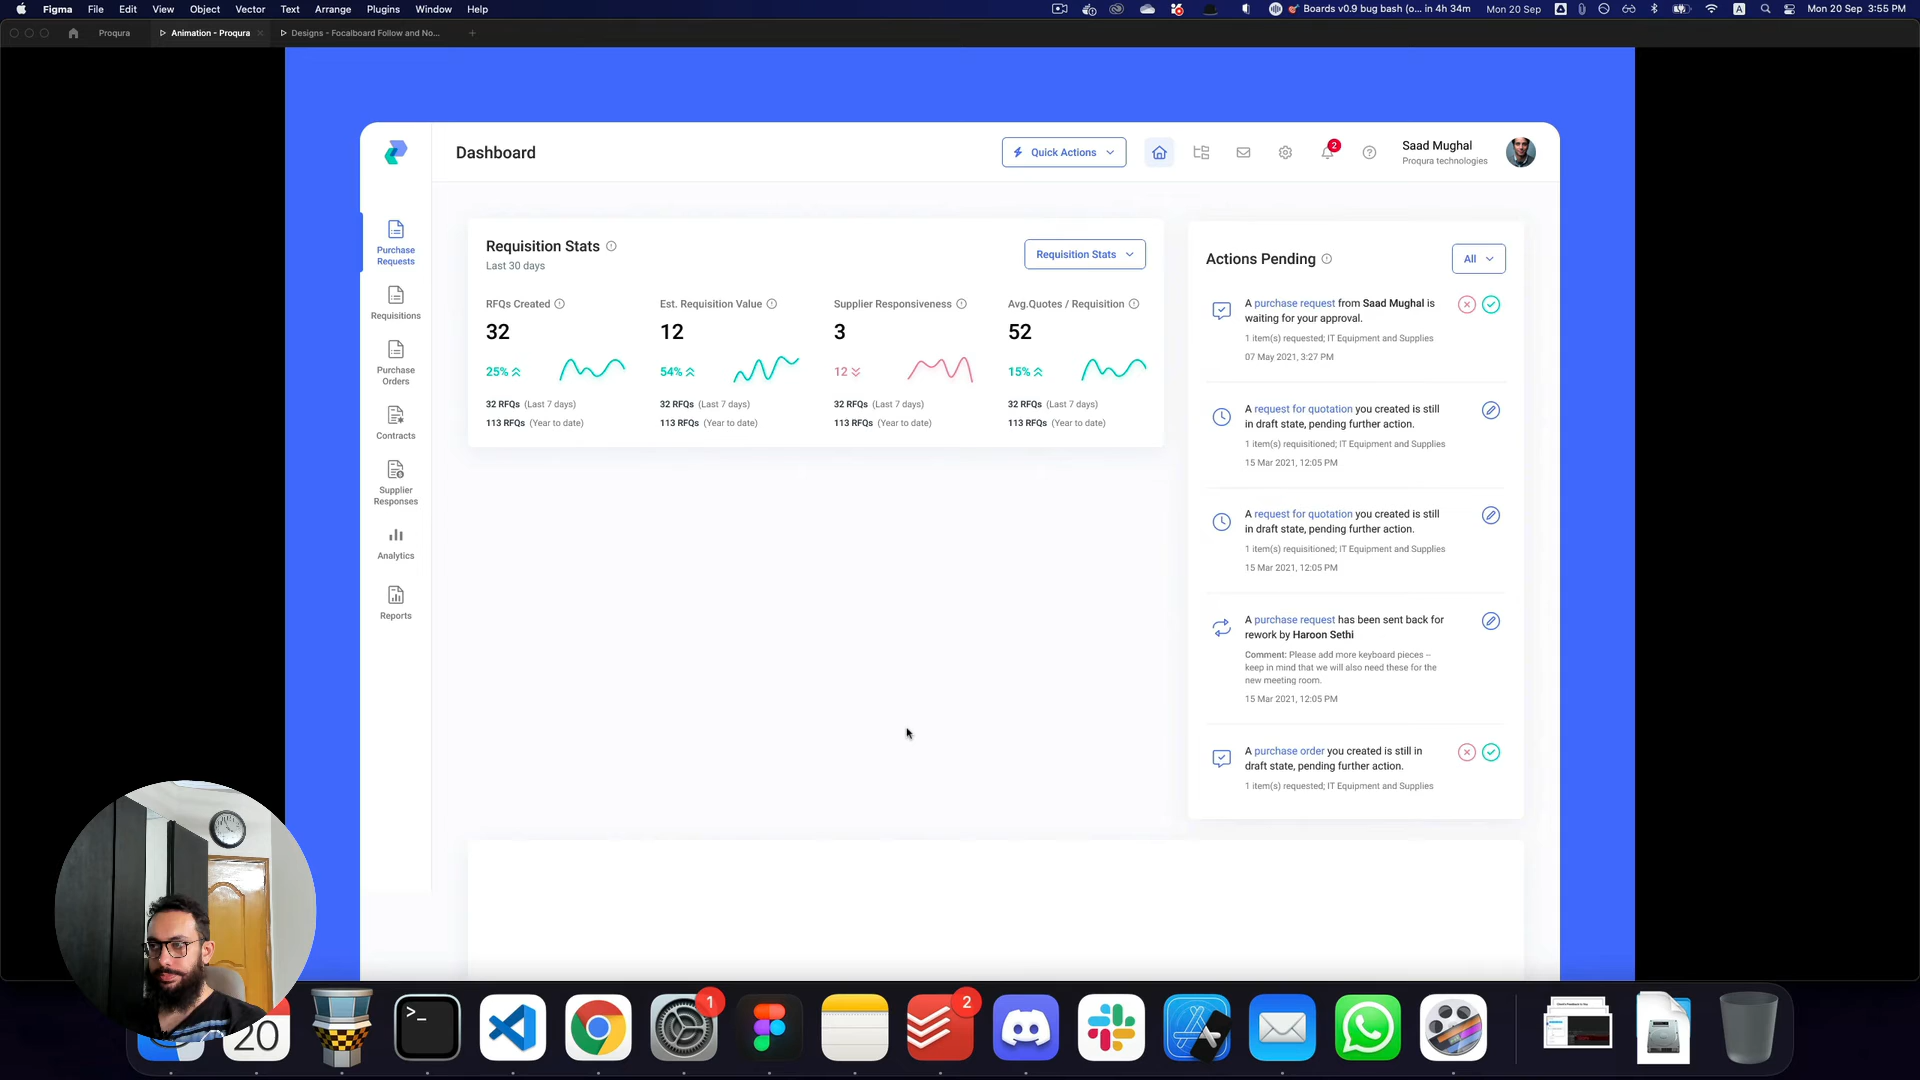 Figma File Edit View Object Vector Text Arrange Plugins Window Help
Boards v0.9 bug bash (o... in 4h 34m Mon 20 Sep A Mon 20 Sep 3:55 PM
Proqura Animation - Proqura Designs - Focalboard Follow and No...
Dashboard
Quick Actions
2
Saad Mughal
Proqura technologies
Purchase
Requests
Requisitions
Purchase
Orders
Contracts
Supplier
Responses
Analytics
Reports
Requisition Stats
Last 30 days
Requisition Stats
RFQs Created
32
25%
32 RFQs (Last 7 days)
113 RFQs (Year to date)
Est. Requisition Value
12
54%
32 RFQs (Last 7 days)
113 RFQs (Year to date)
Supplier Responsiveness
3
12
32 RFQs (Last 7 days)
113 RFQs (Year to date)
Avg.Quotes / Requisition
52
15%
32 RFQs (Last 7 days)
113 RFQs (Year to date)
Actions Pending
All
A purchase request from Saad Mughal is
waiting for your approval.
1 item(s) requested; IT Equipment and Supplies
07 May 2021, 3:27 PM
A request for quotation you created is still
in draft state, pending further action.
1 item(s) requisitioned; IT Equipment and Supplies
15 Mar 2021, 12:05 PM
A request for quotation you created is still
in draft state, pending further action.
1 item(s) requisitioned; IT Equipment and Supplies
15 Mar 2021, 12:05 PM
A purchase request has been sent back for
rework by Haroon Sethi
Comment: Please add more keyboard pieces –
keep in mind that we will also need these for the
new meeting room.
15 Mar 2021, 12:05 PM
A purchase order you created is still in
draft state, pending further action.
1 item(s) requested; IT Equipment and Supplies
20
1
2